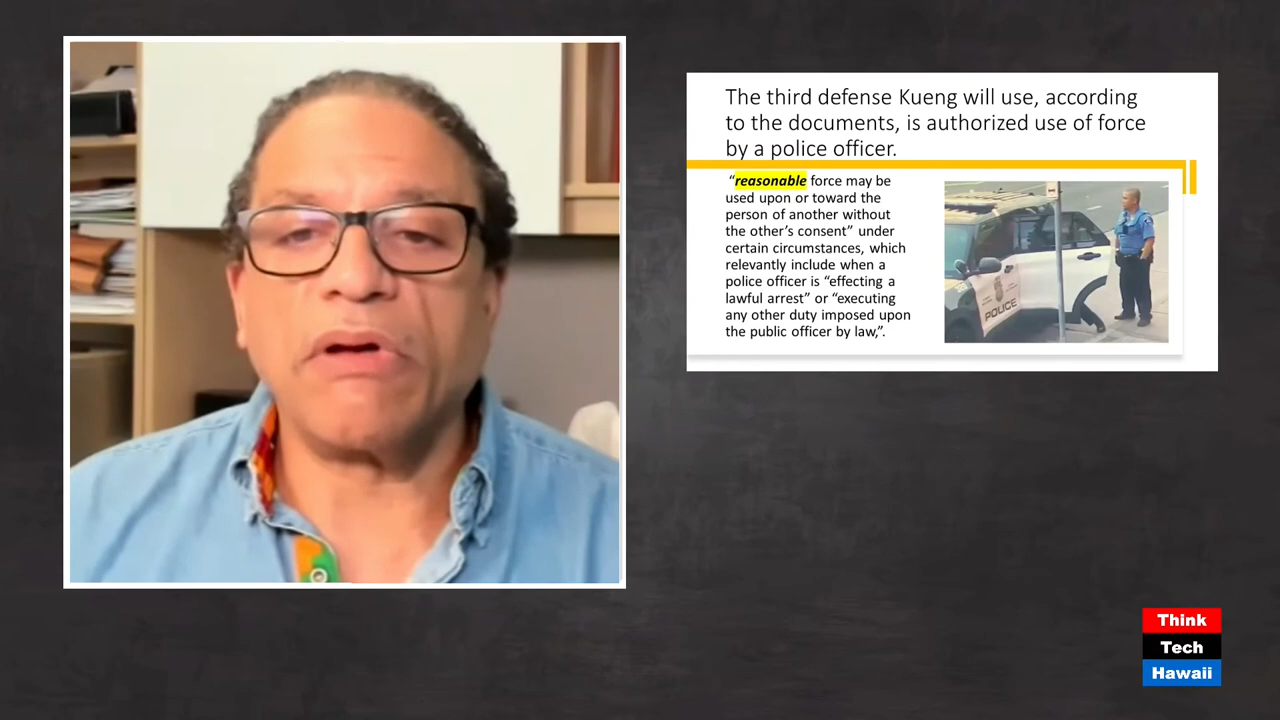 The third defense Kueng will use, according
to the documents, is authorized use of force
by a police officer.
“reasonable force may be
used upon or toward the
person of another without
the other’s consent” under
certain circumstances, which
relevantly include when a
police officer is “effecting a
lawful arrest” or “executing
any other duty imposed upon
the public officer by law,”.
POLICE
Think
Tech
Hawaii